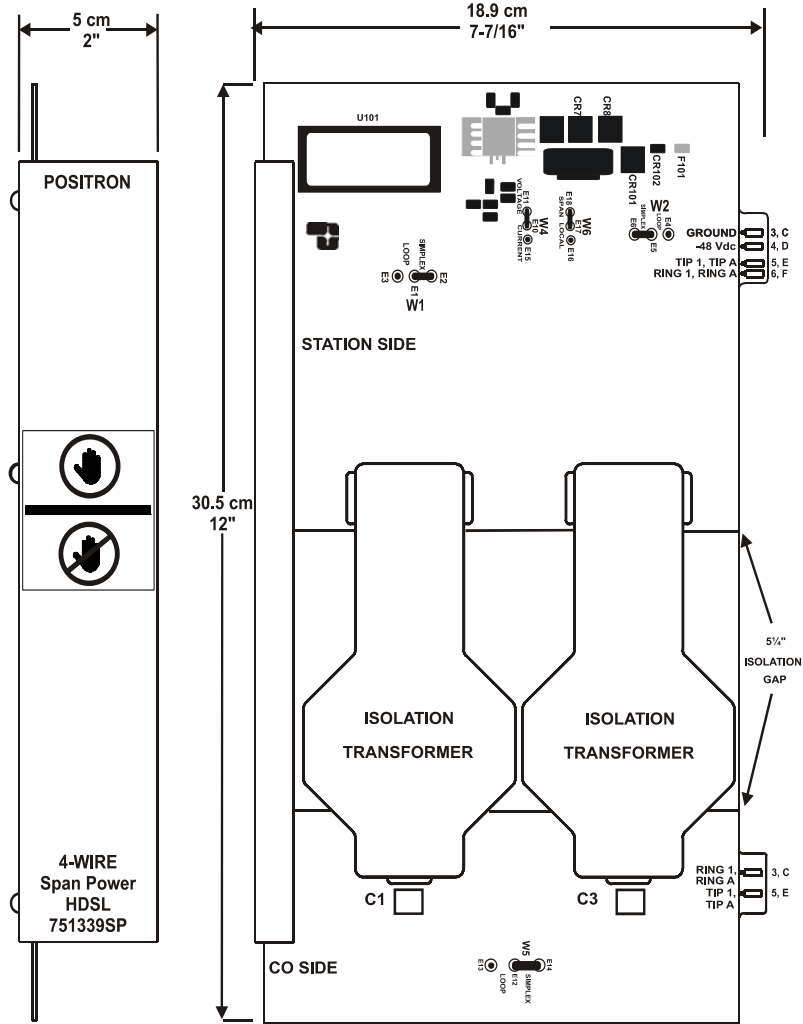 5 cm
2"
18.9 cm
7-7/16"
POSITRON
30.5 cm
12"
4-WIRE
Span Power
HDSL
751339SP
U101
CR7
CR8
CR101
CR102
F101
VOLTAGE
E11
E10
W4
CURRENT
E15
E18
SPAN
E17
W6
LOCAL
E16
W2
SIMPLEX
LOOP
E6
E5
E4
GROUND 3, C
-48 Vdc 4, D
TIP 1, TIP A 5, E
RING 1, RING A 6, F
LOOP
SIMPLEX
E3
E1
E2
W1
STATION SIDE
5¼"
ISOLATION
GAP
ISOLATION
TRANSFORMER
ISOLATION
TRANSFORMER
C1
C3
RING 1,
RING A
3, C
TIP 1,
TIP A
5, E
CO SIDE
W5
E13
E12
E14
LOOP
SIMPLEX